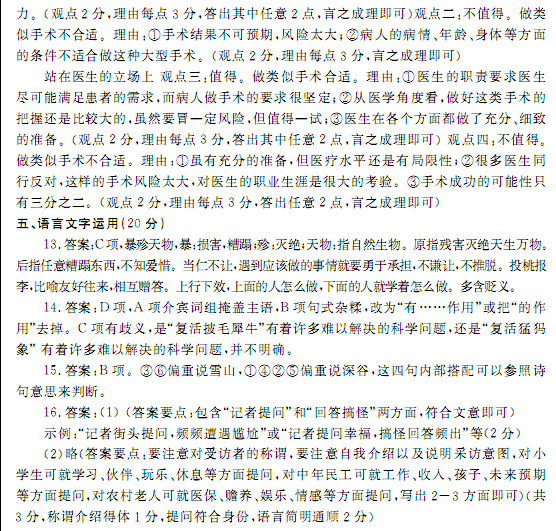 力。(观点2分,理由每点3分,答出其中任意2点,言之成理即可)观点二:不值得。做类
似手术不合适。理由:①手术结果不可预期,风险太大;②病人的病情、年龄、身体等方面
的条件不适合做这种大型手术。(观点2分,理由每点3分,言之成理即可)
站在医生的立场上 观点三:值得。做类似手术合适。理由:①医生的职责要求医生
尽可能满足患者的需求,而病人做手术的要求很坚定;②从医学角度看,做好这类手术的
把握还是比较大的,虽然要冒一定风险,但值得一试;③医生在各个方面都做了充分、细致
的准备。(观点2分,理由每点3分,答出其中任意2点,言之成理即可) 观点四:不值得。
做类似手术不合适。理由:①虽有充分的准备,但医疗水平还是有局限性;②很多医生同
行反对,这样的手术风险太大,对医生的职业生涯是很大的考验。③手术成功的可能性只
有三分之二。(观点2分,理由每点3分,答出任意2点,言之成理即可)
五、语言文字运用(20分)
13.答案:C项,暴殄天物,暴:损害,糟蹋;殄:灭绝;天物:指自然生物。原指残害灭绝天生万物。
后指任意糟蹋东西,不知爱惜。当仁不让,遇到应该做的事情就要勇于承担,不谦让,不推脱。投桃报
李,比喻友好往来,相互赠答。上行下效,上面的人怎么做,下面的人就学着怎么做。多含贬义。
14.答案:D项,A项介宾词组掩盖主语,B项句式杂糅,改为“有……作用”或把“的作
用”去掉。C项有歧义,是“复活披毛犀牛”有着许多难以解决的科学问题,还是“复活猛犸
象” 有着许多难以解决的科学问题,并不明确。
15.答案:B项。③⑥偏重说雪山,①④②⑤偏重说深谷,这四句内部搭配可以参照诗
句意思来判断。
16.答案:(1) (答案要点:包含“记者提问”和“回答搞怪”两方面,符合文意即可)
示例:“记者街头提问,频频遭遇尴尬”或“记者提问幸福,搞怪回答频出”等(2分)
(2)略(答案要点:要注意对受访者的称谓,要注意自我介绍以及说明采访意图,对小
学生可就学习、伙伴、玩乐、休息等方面提问,对中年民工可就工作、收入、孩子、未来预期
等方面提问,对农村老人可就医保、赡养、娱乐、情感等方面提问,写出2-3方面即可)(共
3分,称谓介绍得体1分,提问符合身份,语言简明通顺2分)